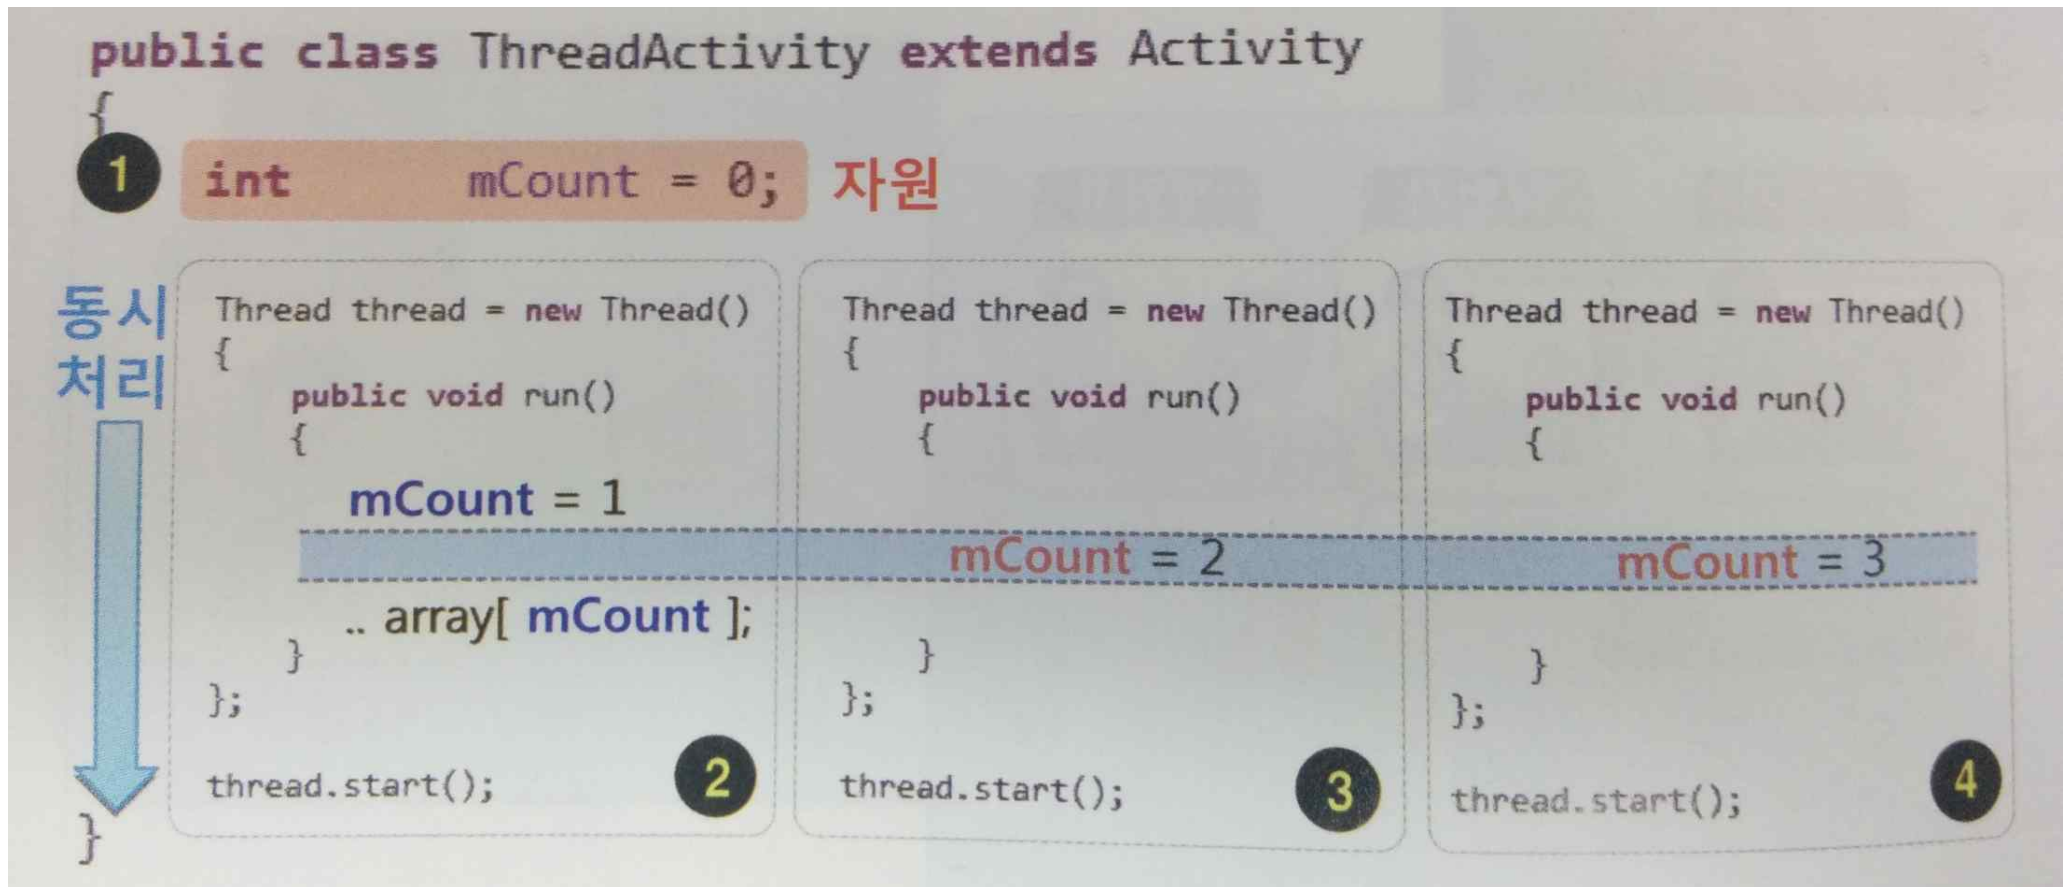 public class ThreadActivity extends Activity
{
1 int mCount = 0; 자원
동시
처리
Thread thread = new Thread()
{
public void run()
{
mCount = 1
.. array[ mCount ];
}
};
thread.start();
2
Thread thread = new Thread()
{
public void run()
{
mCount = 2
}
};
thread.start();
3
Thread thread = new Thread()
{
public void run()
{
mCount = 3
}
};
thread.start();
4
}